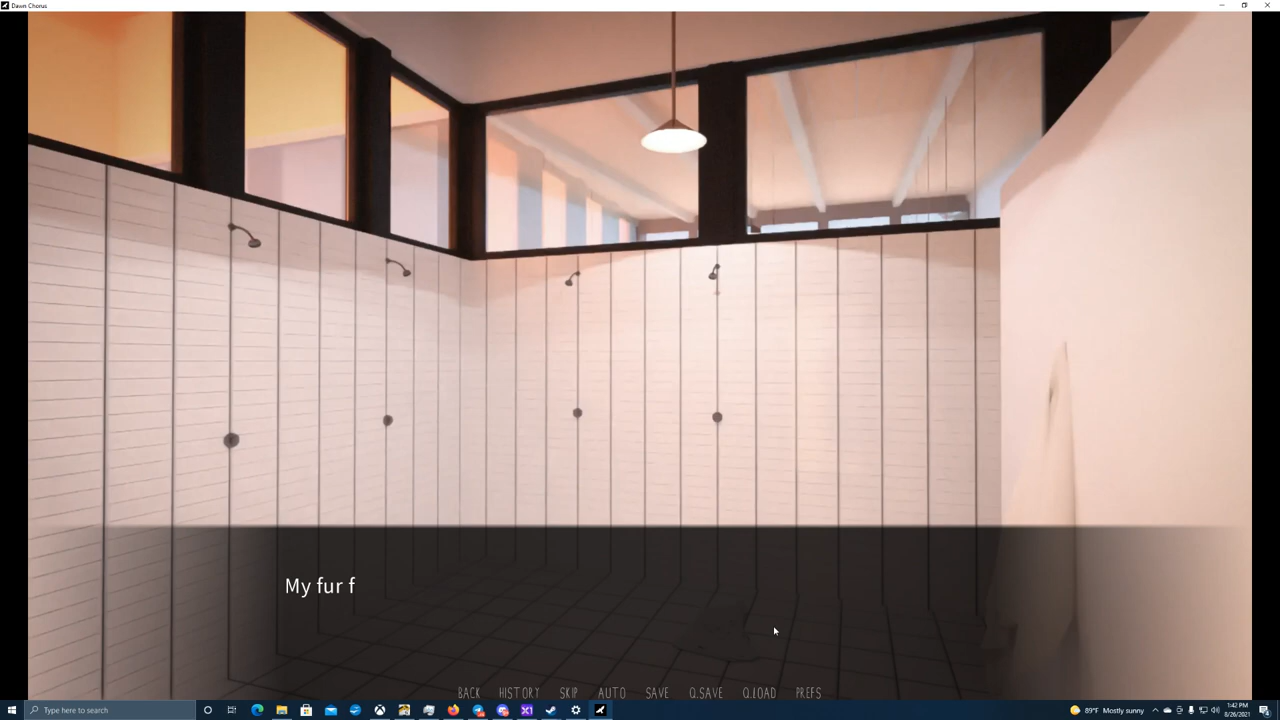 Dawn Chorus
My fur f
BACK HISTORY SKIP AUTO SAVE Q.SAVE Q.LOAD PREFS
Type here to search
89°F Mostly sunny
1:42 PM
8/26/2021